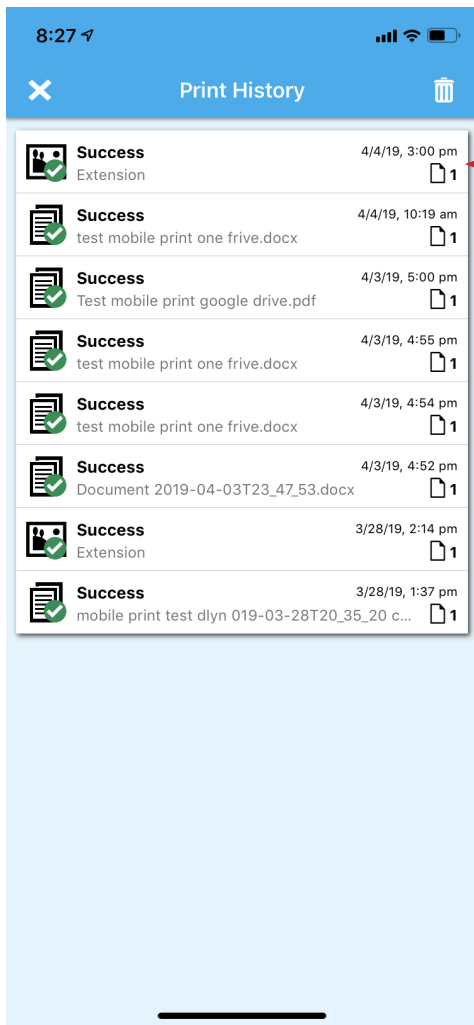 8:27
Print History
Success 4/4/19, 3:00 pm
Extension 1
Success 4/4/19, 10:19 am
test mobile print one frive.docx 1
Success 4/3/19, 5:00 pm
Test mobile print google drive.pdf 1
Success 4/3/19, 4:55 pm
test mobile print one frive.docx 1
Success 4/3/19, 4:54 pm
test mobile print one frive.docx 1
Success 4/3/19, 4:52 pm
Document 2019-04-03T23_47_53.docx 1
Success 3/28/19, 2:14 pm
Extension 1
Success 3/28/19, 1:37 pm
mobile print test dlyn 019-03-28T20_35_20 c... 1